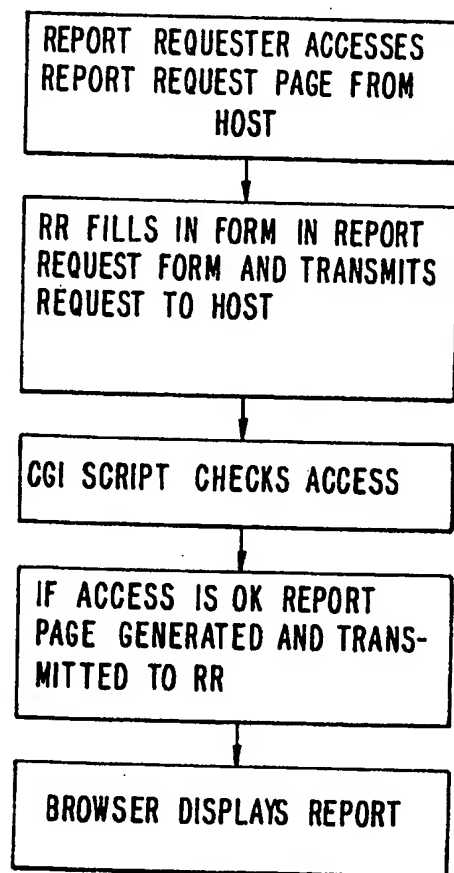 REPORT REQUESTER ACCESSES
REPORT REQUEST PAGE FROM
HOST
RR FILLS IN FORM IN REPORT
REQUEST FORM AND TRANSMITS
REQUEST TO HOST
CGI SCRIPT CHECKS ACCESS
IF ACCESS IS OK REPORT
PAGE GENERATED AND TRANS-
MITTED TO RR
BROWSER DISPLAYS REPORT